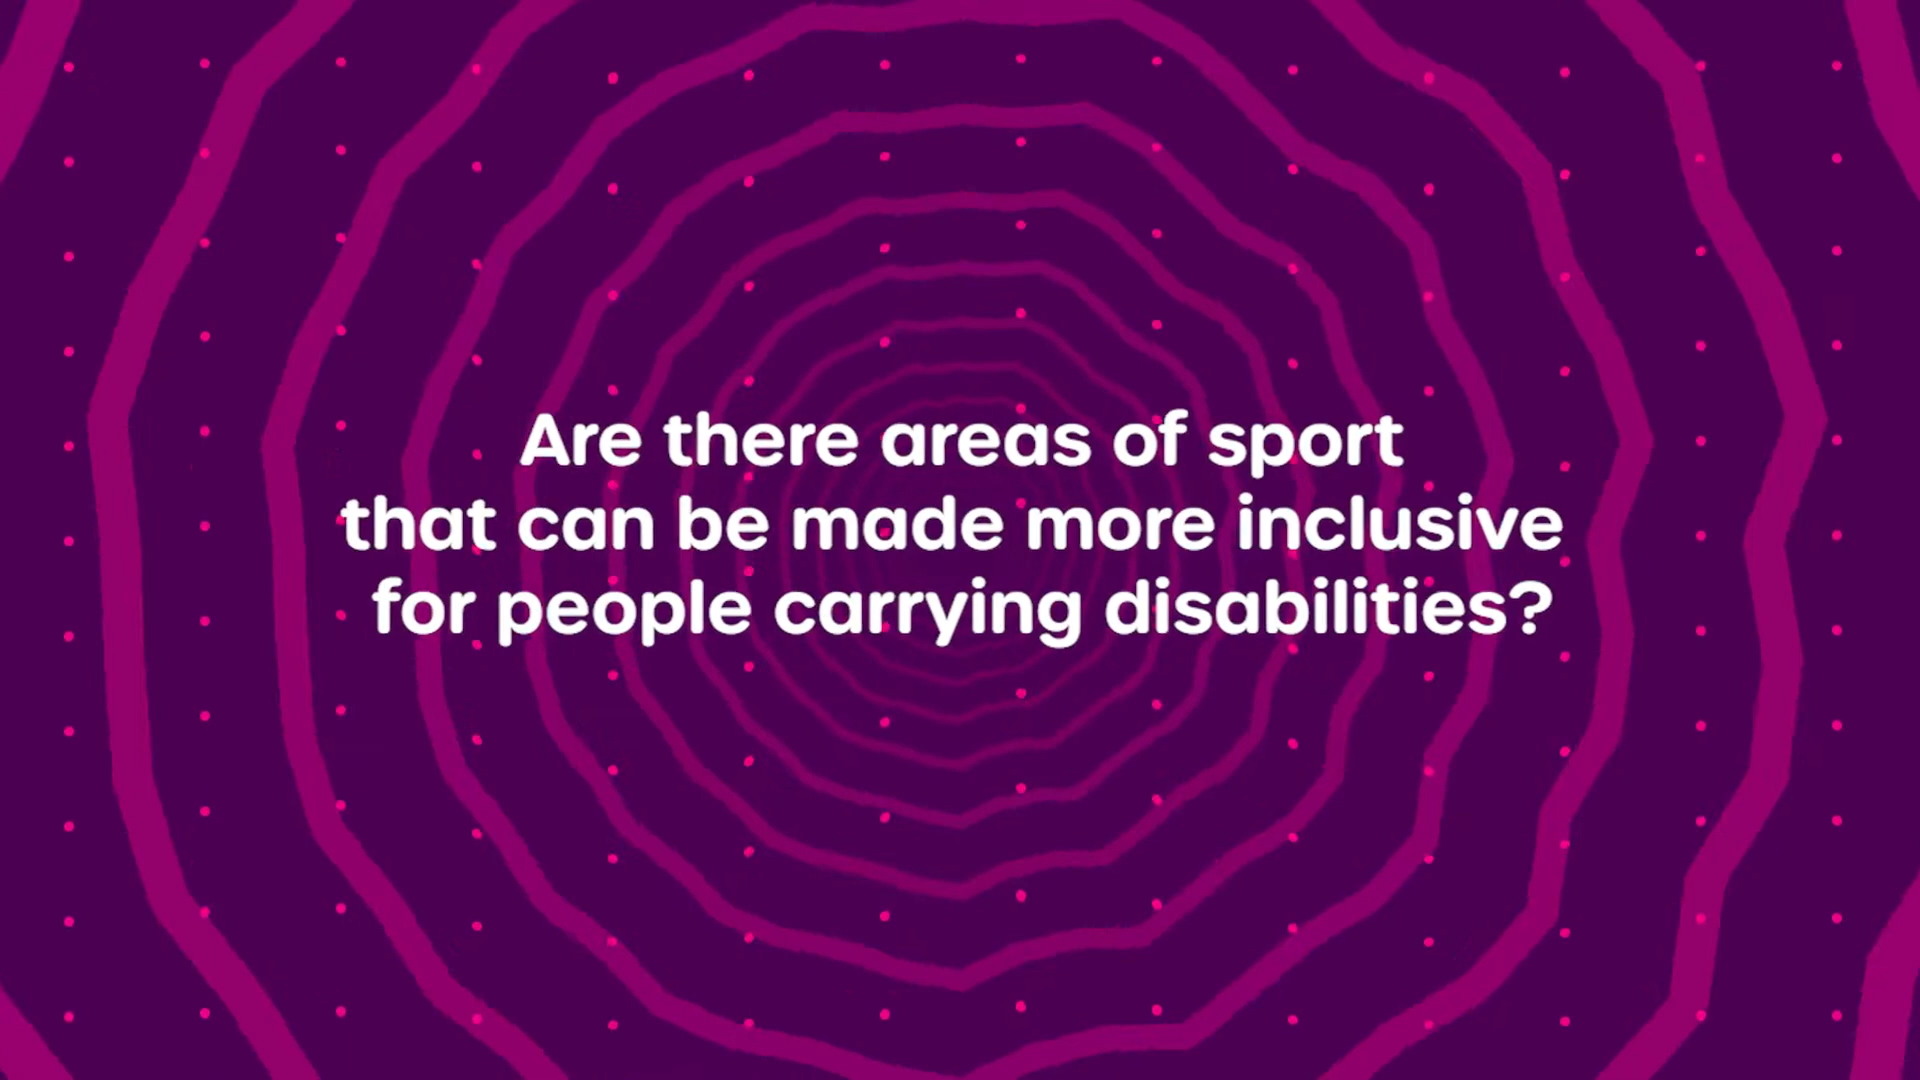 Are there areas of sport
that can be made more inclusive
for people carrying disabilities?